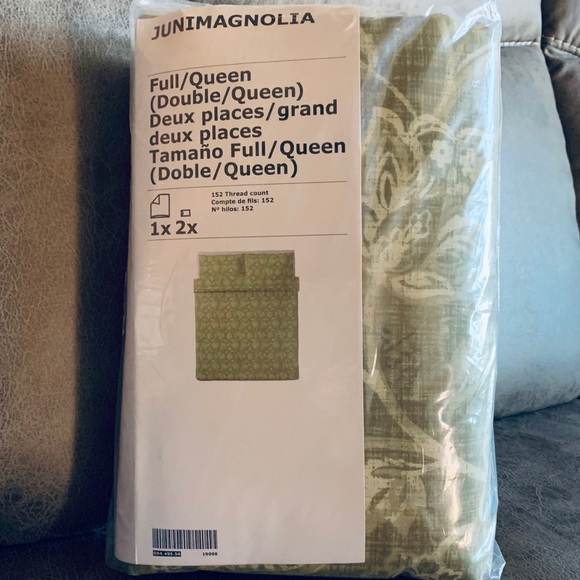 JUNIMAGNOLIA
Full/Queen
(Double/Queen)
Deux places/grand
deux places
Tamaño Full/Queen
(Doble/Queen)
152 Thread count
Compte de fils: 152
Nº hilos: 152
1x 2x